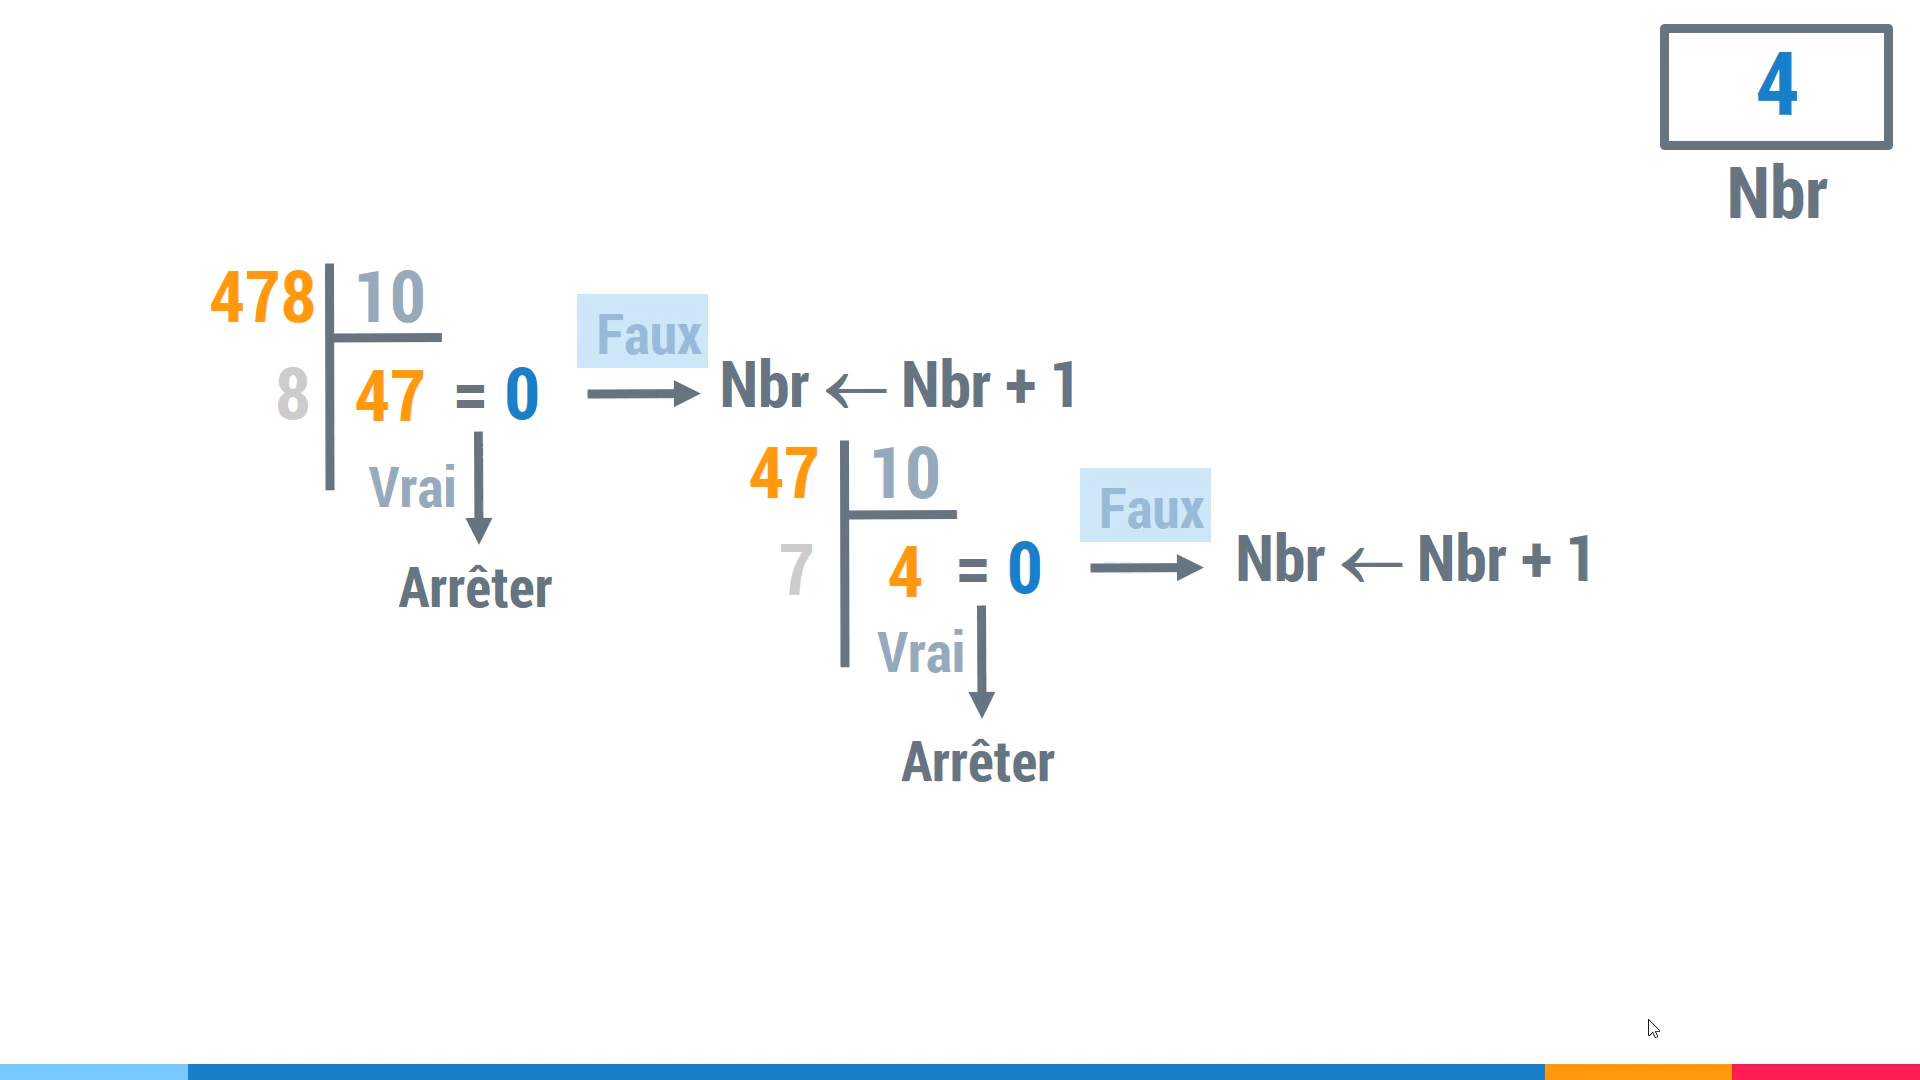 4
Nbr
478 10
8 47 = 0
Faux
Nbr ← Nbr + 1
Vrai
Arrêter
47 10
7 4 = 0
Faux
Nbr ← Nbr + 1
Vrai
Arrêter